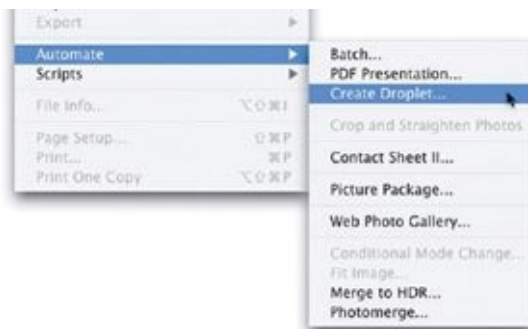 Export
Automate
Scripts
File Info... ⌥⇧⌘I
Page Setup... ⇧⌘P
Print... ⌘P
Print One Copy ⌥⇧⌘P
Batch...
PDF Presentation...
Create Droplet...
Crop and Straighten Photos
Contact Sheet II...
Picture Package...
Web Photo Gallery...
Conditional Mode Change...
Fit Image...
Merge to HDR...
Photomerge...